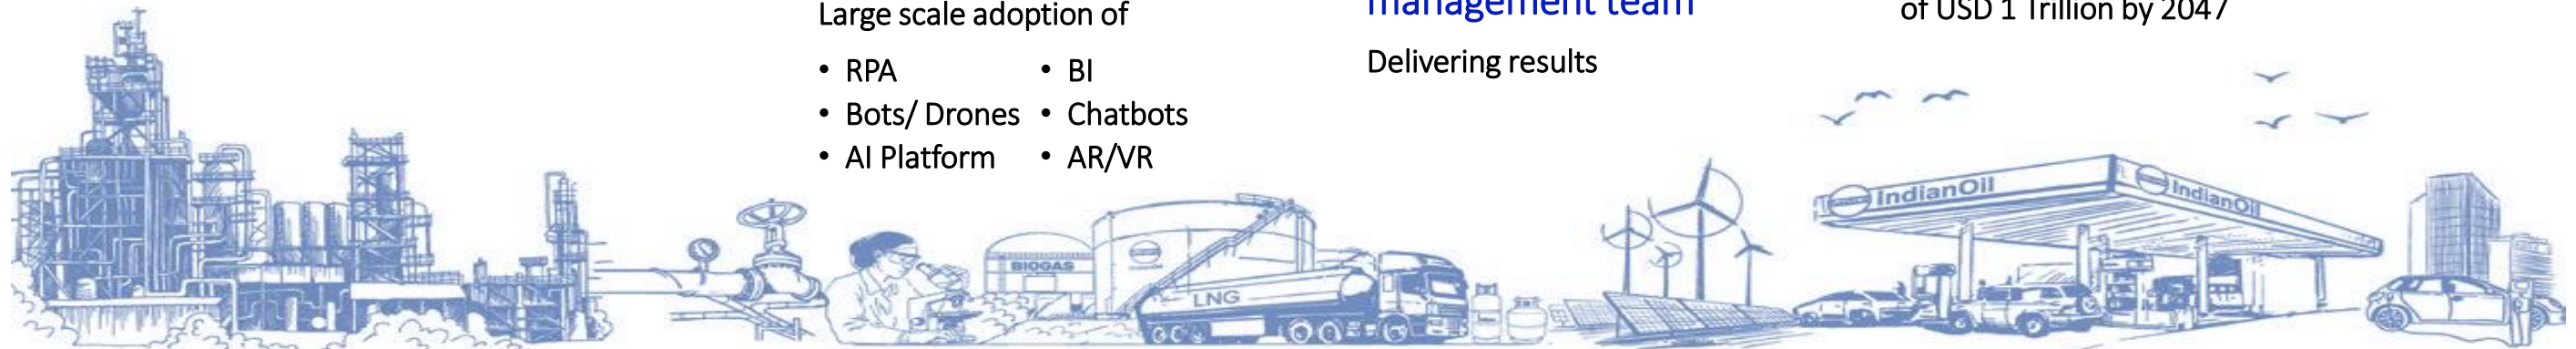 Large scale adoption of
• RPA
• Bots/ Drones
• AI Platform
• BI
• Chatbots
• AR/VR
management team
Delivering results
of USD 1 Trillion by 2047
BIOGAS
LNG
IndianOil
IndianOil